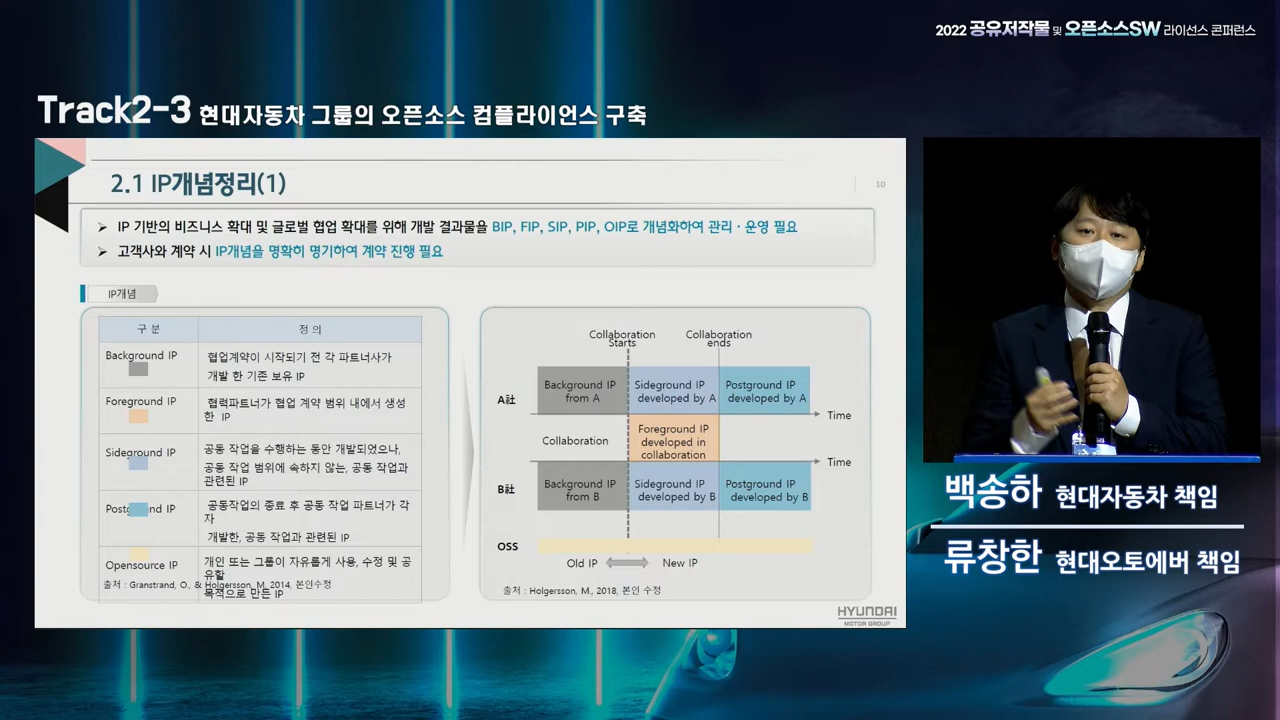 2022 공유저작물 및 오픈소스SW 라이선스 콘퍼런스
Track2-3 현대자동차 그룹의 오픈소스 컴플라이언스 구축
2.1 IP개념정리(1)
10
➢ IP 기반의 비즈니스 확대 및 글로벌 협업 확대를 위해 개발 결과물을 BIP, FIP, SIP, PIP, OIP로 개념화하여 관리 · 운영 필요
➢ 고객사와 계약 시 IP개념을 명확히 명기하여 계약 진행 필요
IP개념
구 분
정 의
Background IP
협업계약이 시작되기 전 각 파트너사가
개발 한 기존 보유 IP
Foreground IP
협력파트너가 협업 계약 범위 내에서 생성
한 IP
Sideground IP
공동 작업을 수행하는 동안 개발되었으나,
공동 작업 범위에 속하지 않는, 공동 작업과
관련된 IP
Postground IP
공동작업의 종료 후 공동 작업 파트너가 각
자
개발한, 공동 작업과 관련된 IP
Opensource IP
개인 또는 그룹이 자유롭게 사용, 수정 및 공
유할
목적으로 만든 IP
출처 : Granstrand, O., & Holgersson, M, 2014, 본인수정
Collaboration
Starts
Collaboration
ends
A社
Background IP
from A
Sideground IP
developed by A
Postground IP
developed by A
Time
Collaboration
Foreground IP
developed in
collaboration
Time
B社
Background IP
from B
Sideground IP
developed by B
Postground IP
developed by B
OSS
Old IP
New IP
출처 : Holgersson, M., 2018, 본인 수정
HYUNDAI
MOTOR GROUP
백송하 현대자동차 책임
류창한 현대오토에버 책임